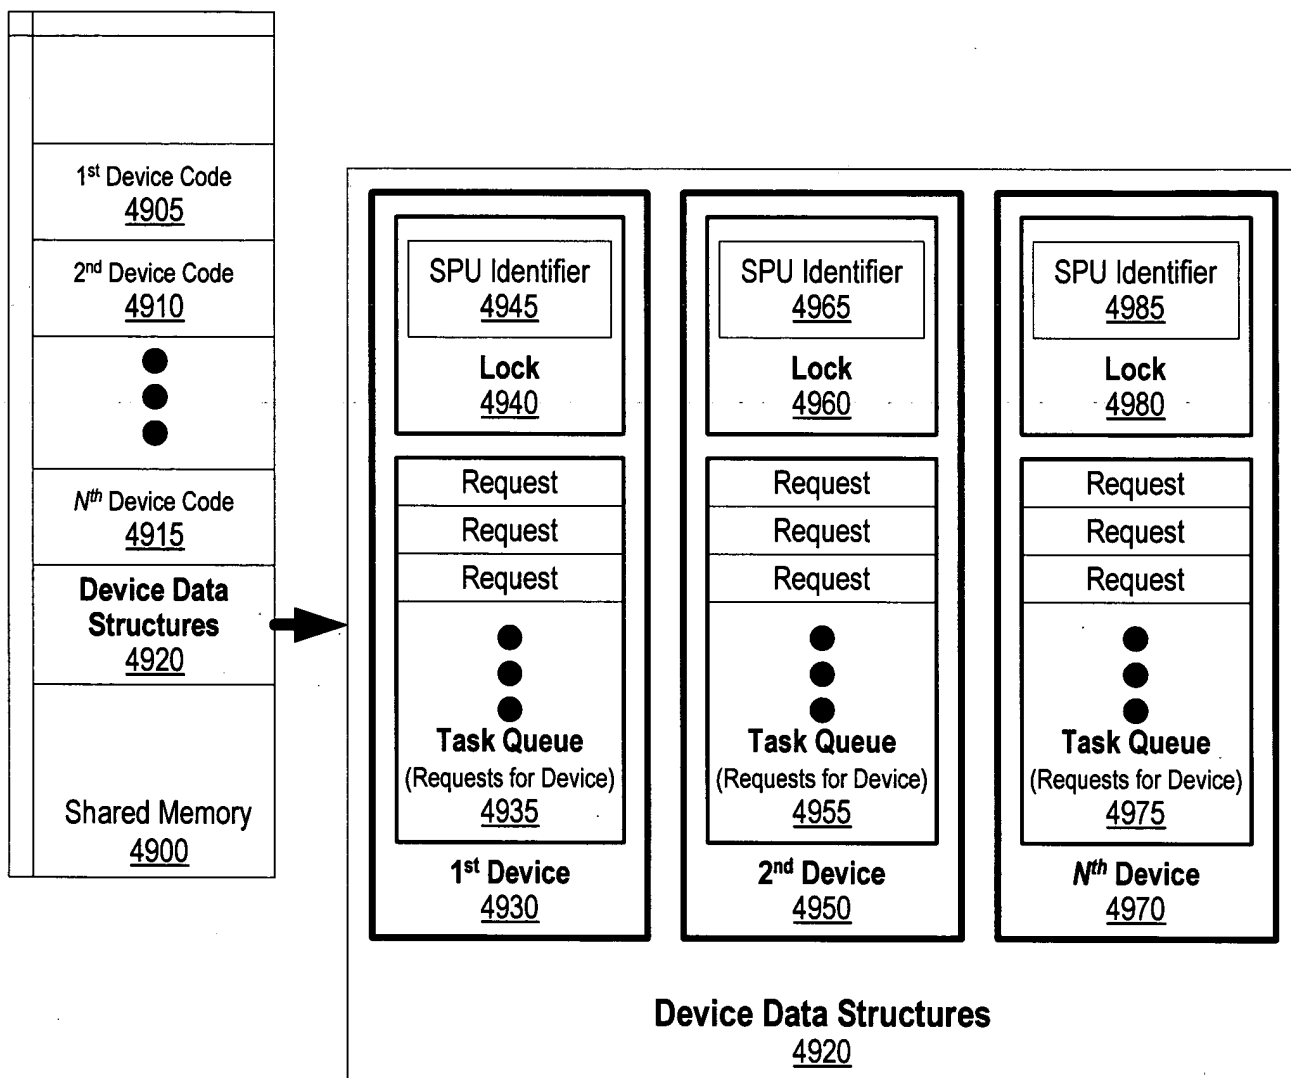 1st Device Code
4905
2nd Device Code
4910
Nth Device Code
4915
Device Data
Structures
4920
Shared Memory
4900
SPU Identifier
4945
Lock
4940
Request
Request
Request
Task Queue
(Requests for Device)
4935
1st Device
4930
SPU Identifier
4965
Lock
4960
Request
Request
Request
Task Queue
(Requests for Device)
4955
2nd Device
4950
SPU Identifier
4985
Lock
4980
Request
Request
Request
Task Queue
(Requests for Device)
4975
Nth Device
4970
Device Data Structures
4920